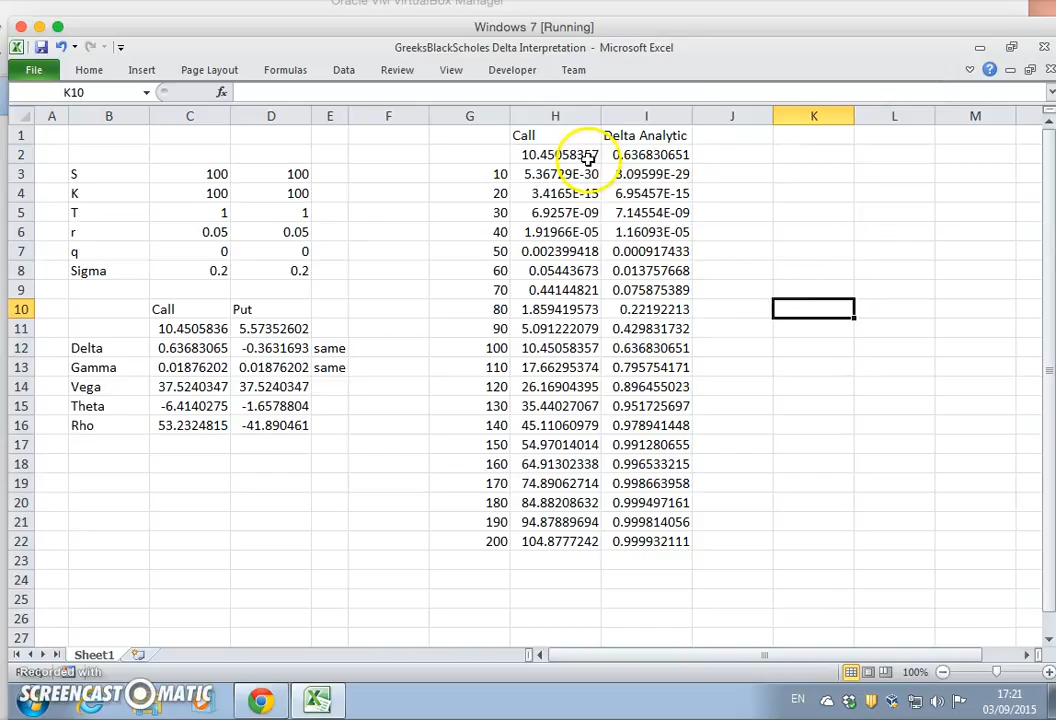 Oracle VM VirtualBox Manager
Windows 7 [Running]
GreeksBlackScholes Delta Interpretation - Microsoft Excel
File Home Insert Page Layout Formulas Data Review View Developer Team
K10 fx
A B C D E F G H I J K L M
1 Call Delta Analytic
2 10.45058357 0.636830651
3 S 100 100 10 5.36729E-30 3.09599E-29
4 K 100 100 20 3.4165E-15 6.95457E-15
5 T 1 1 30 6.9257E-09 7.14554E-09
6 r 0.05 0.05 40 1.91966E-05 1.16093E-05
7 q 0 0 50 0.002399418 0.000917433
8 Sigma 0.2 0.2 60 0.05443673 0.013757668
9 70 0.44144821 0.075875389
10 Call Put 80 1.859419573 0.22192213
11 10.4505836 5.57352602 90 5.091222079 0.429831732
12 Delta 0.63683065 -0.3631693 same 100 10.45058357 0.636830651
13 Gamma 0.01876202 0.01876202 same 110 17.66295374 0.795754171
14 Vega 37.5240347 37.5240347 120 26.16904395 0.896455023
15 Theta -6.4140275 -1.6578804 130 35.44027067 0.951725697
16 Rho 53.2324815 -41.890461 140 45.11060979 0.978941448
17 150 54.97014014 0.991280655
18 160 64.91302338 0.996533215
19 170 74.89062714 0.998663958
20 180 84.88208632 0.999497161
21 190 94.87889694 0.999814056
22 200 104.8777242 0.999932111
23
24
25
26
27
Sheet1
Recorded with 100%
SCREENCAST MATIC EN 17:21
03/09/2015